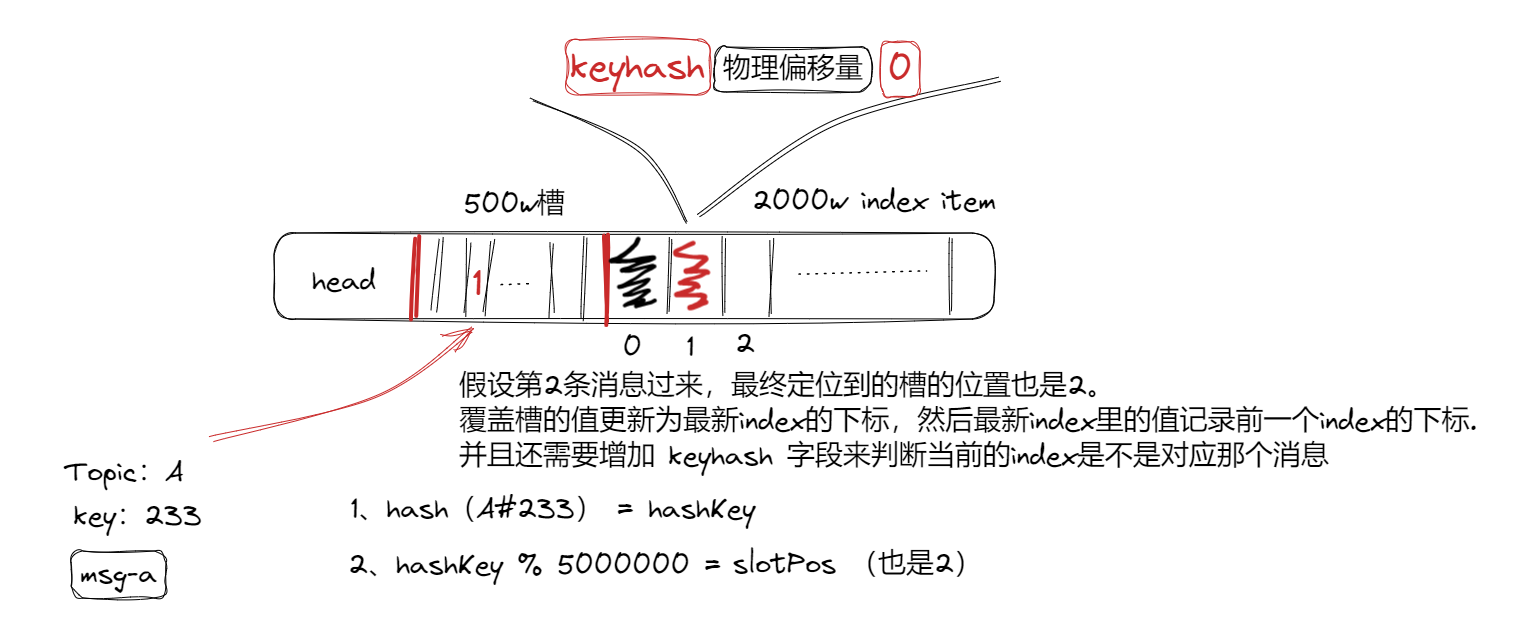 keyhash 物理偏移量 0
500w槽 2000w index item
head 1 ..... ......................
0 1 2
假设第2条消息过来，最终定位到的槽的位置也是2。
覆盖槽的值更新为最新index的下标，然后最新index里的值记录前一个index的下标.
并且还需要增加 keyhash 字段来判断当前的index是不是对应那个消息
Topic：A
key：233
msg-a
1、hash（A#233） = hashKey
2、hashKey % 5000000 = slotPos （也是2）